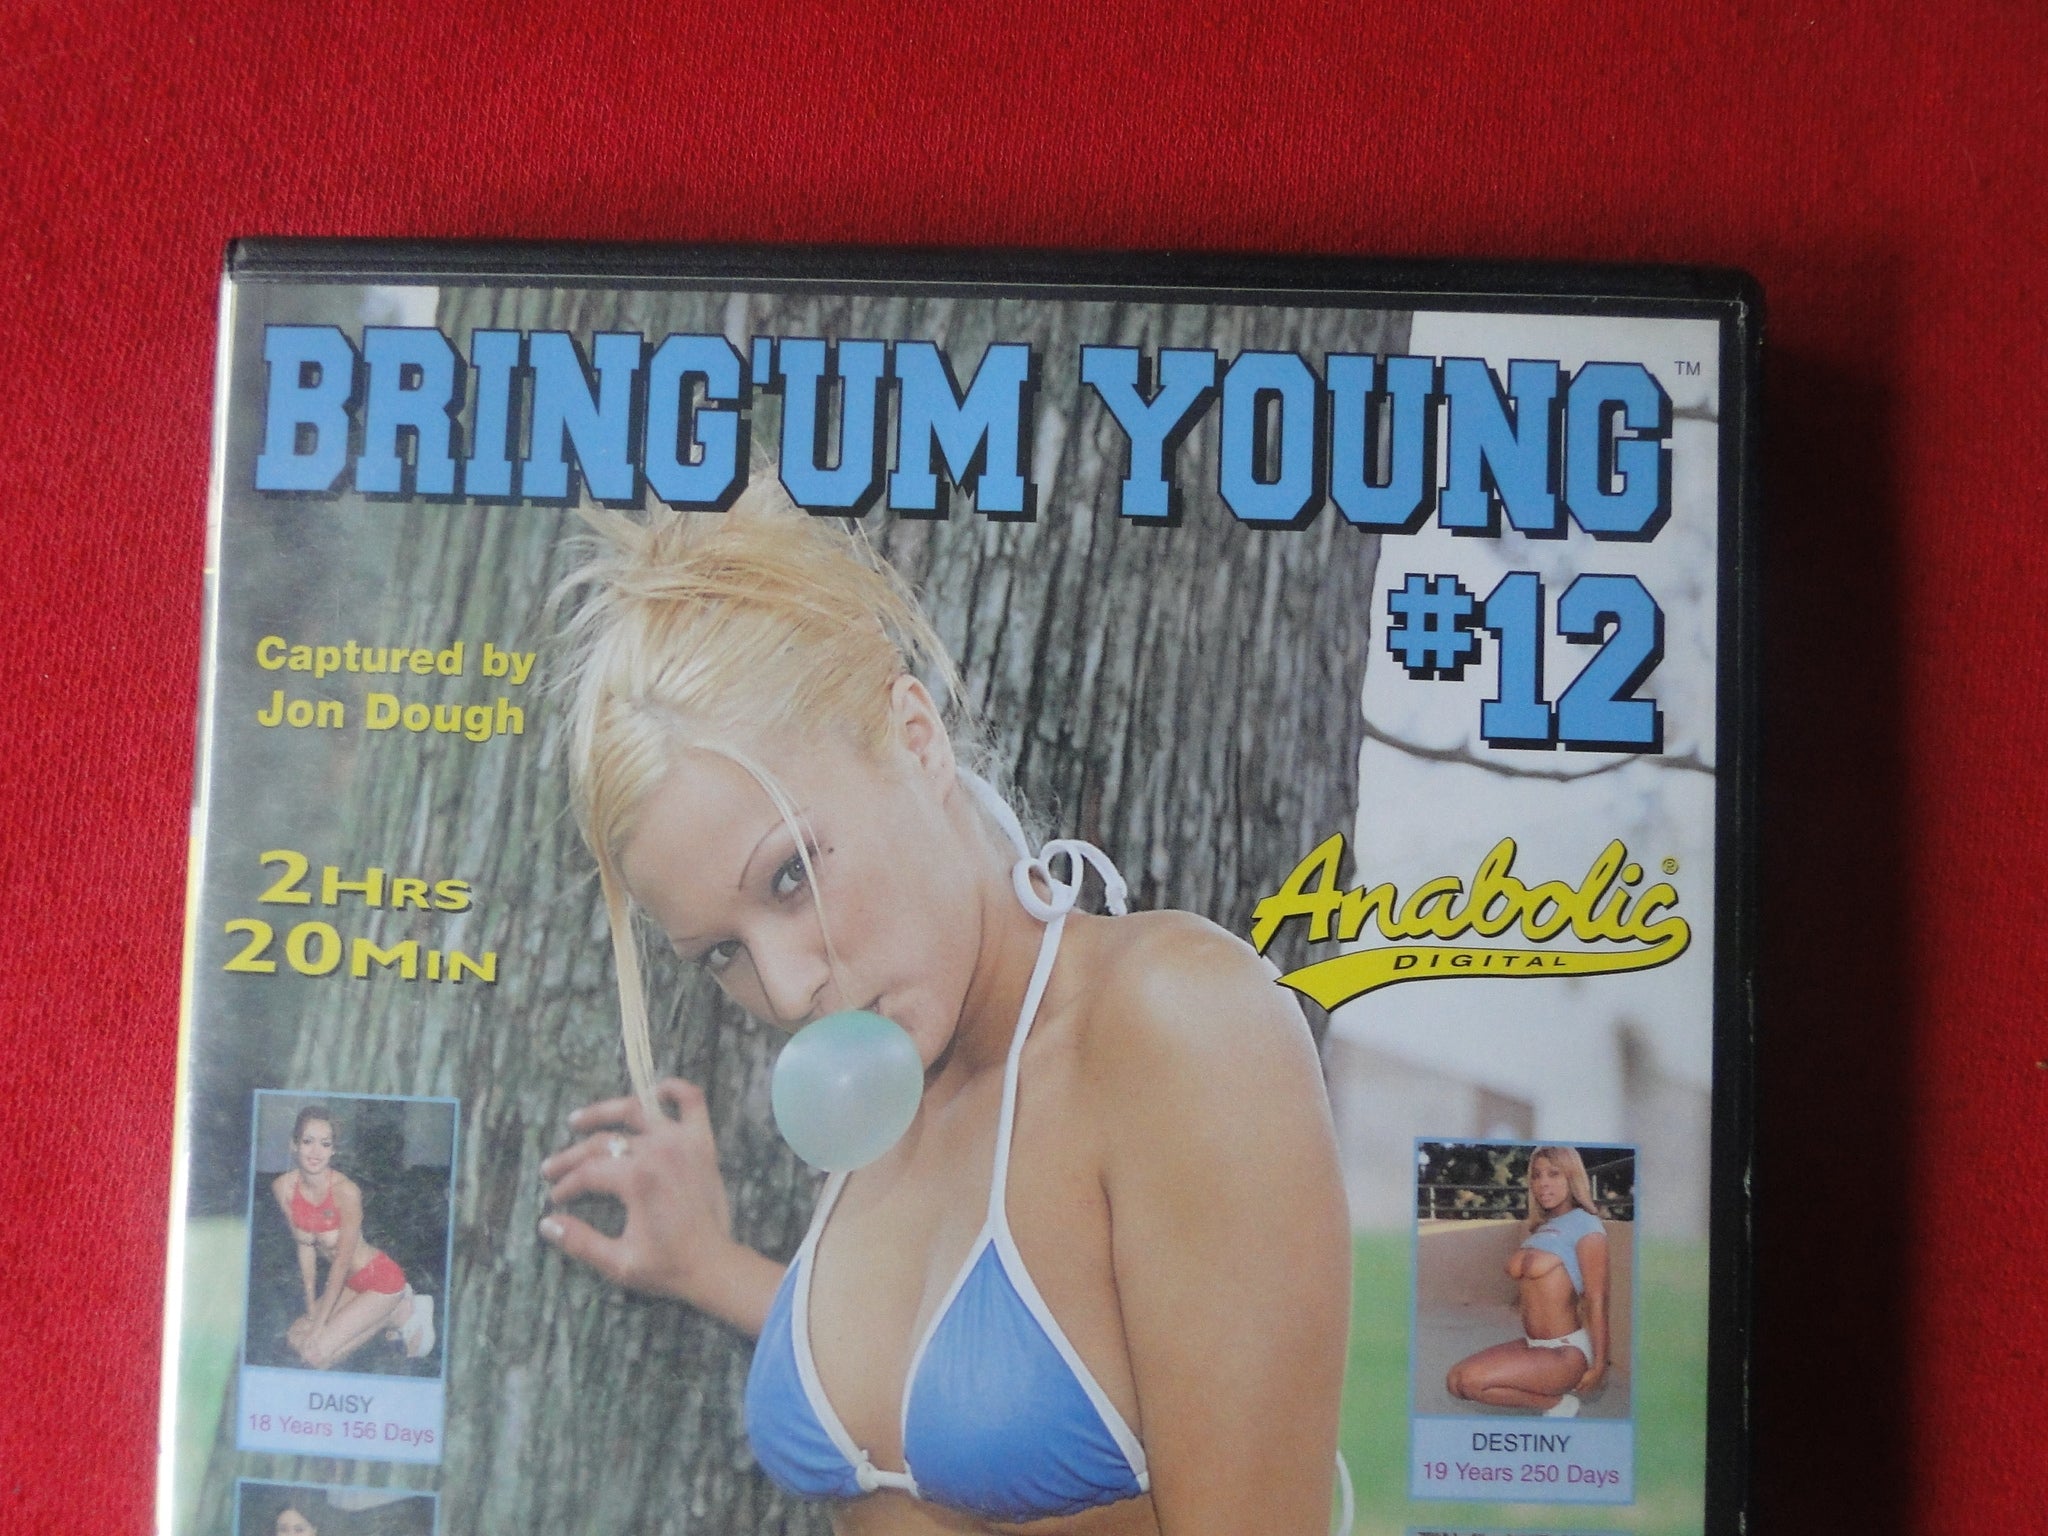 BRING'UM YOUNG ™
#12
Captured by
Jon Dough
2HRS
20MIN
Anabolic ®
DIGITAL
DAISY
18 Years 156 Days
DESTINY
19 Years 250 Days